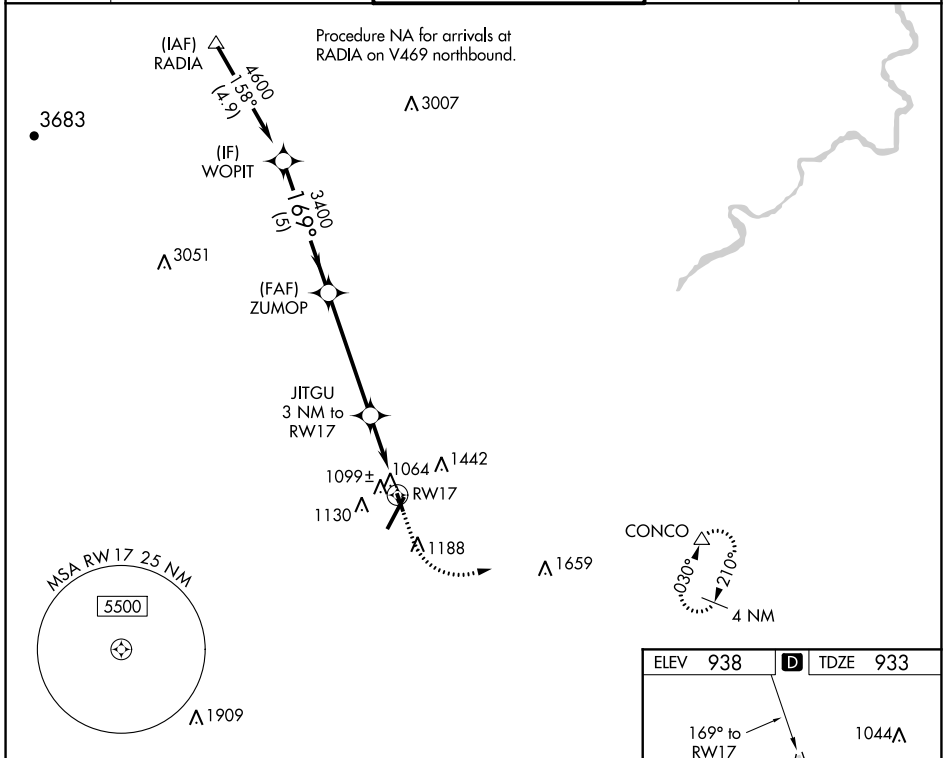 (IAF)
RADIA
Procedure NA for arrivals at
RADIA on V469 northbound.
4600
158°
(4.9)
3007
3683
(IF)
WOPIT
3400
169°
(5)
3051
(FAF)
ZUMOP
JITGU
3 NM to
RW17
1064
1442
1099±
RW17
1130
1188
1659
CONCO
030°
210°
4 NM
MSA RW 17 25 NM
5500
1909
ELEV 938 D TDZE 933
169° to
RW17
1044